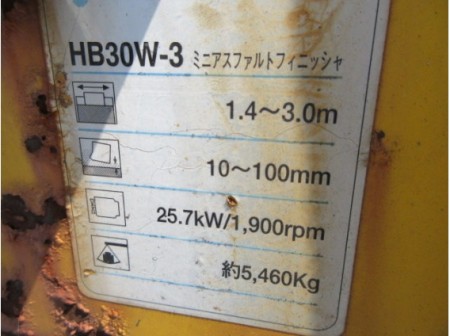 HB30W-3 ミニアスファルトフィニッシャ
1.4～3.0m
10～100mm
25.7kW/1,900rpm
約5,460Kg